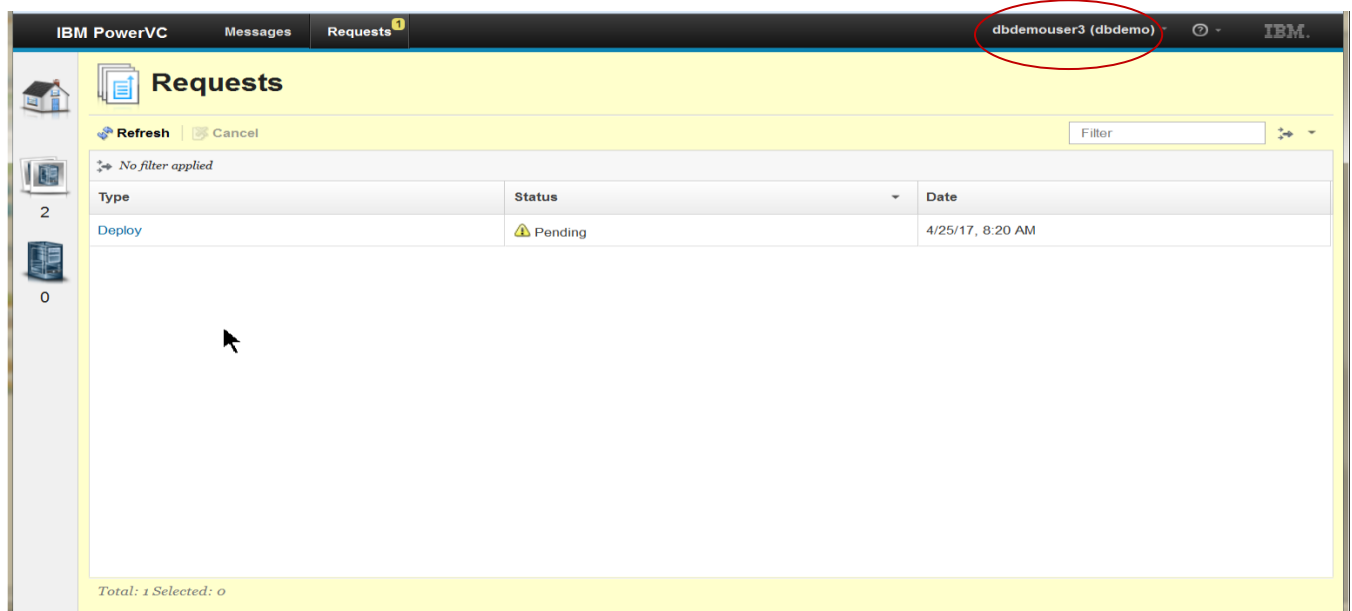 IBM PowerVC Messages Requests 1 dbdemouser3 (dbdemo) ? IBM.
Requests
Refresh Cancel Filter
No filter applied
Type Status Date
Deploy Pending 4/25/17, 8:20 AM
2
0
Total: 1 Selected: 0